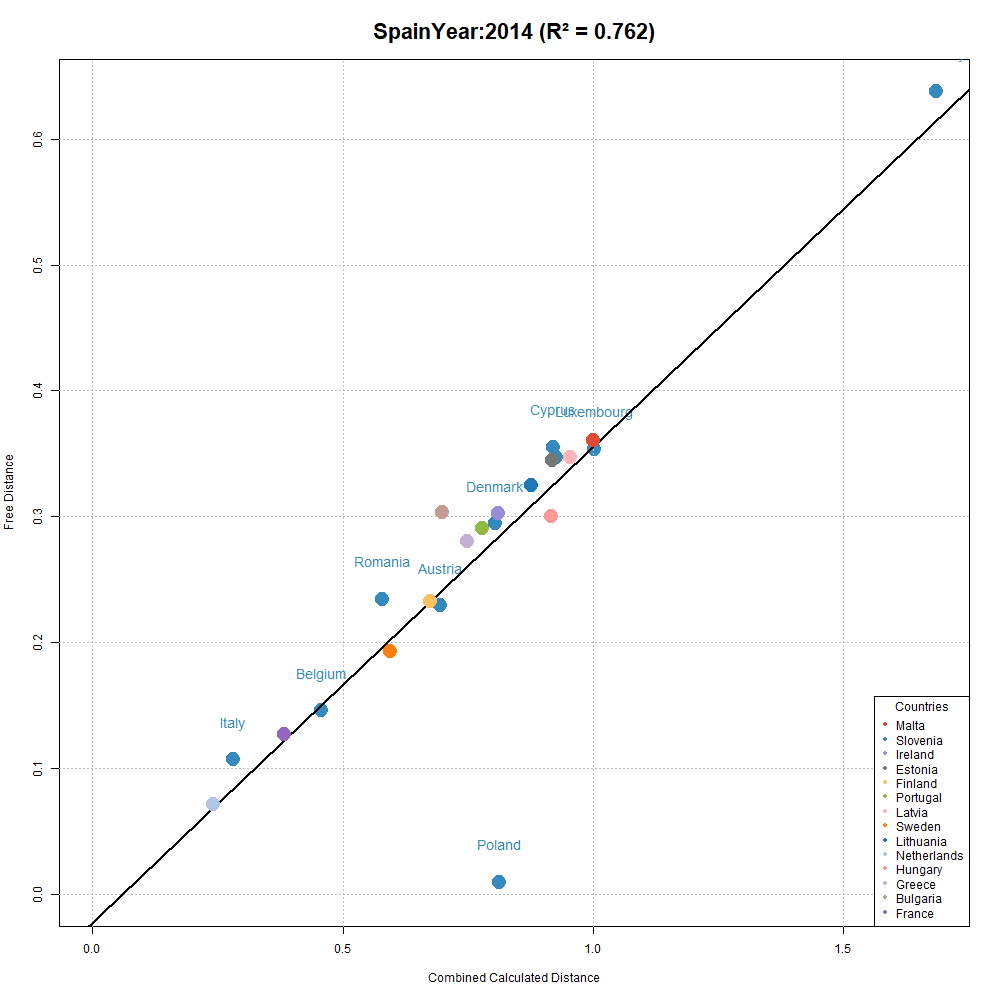 SpainYear:2014 (R² = 0.762)
Free Distance
0.6
0.5
0.4
0.3
0.2
0.1
0.0
Cyprus
Luxembourg
Denmark
Romania
Austria
Belgium
Italy
Poland
Countries
Malta
Slovenia
Ireland
Estonia
Finland
Portugal
Latvia
Sweden
Lithuania
Netherlands
Hungary
Greece
Bulgaria
France
0.0
0.5
1.0
1.5
Combined Calculated Distance